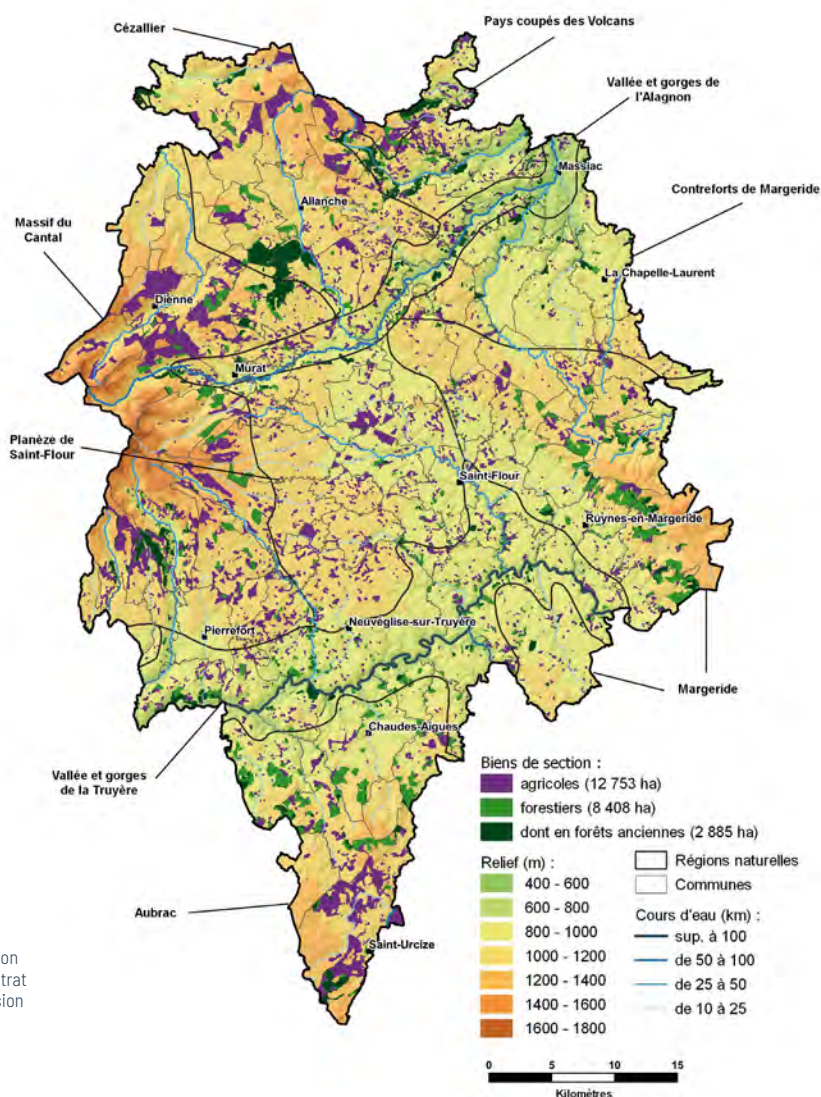 Cézallier
Pays coupés des Volcans
Vallée et gorges de
l'Alagnon
Massiac
Contreforts de Margeride
Allanche
Massif du
Cantal
La Chapelle-Laurent
Dienne
Murat
Planèze de
Saint-Flour
Saint-Flour
Ruynes-en-Margeride
Pierrefort
Neuvéglise-sur-Truyère
Margeride
Chaudes-Aigues
Vallée et gorges
de la Truyère
Aubrac
Saint-Urcize
on
trat
sion
Biens de section :
agricoles (12 753 ha)
forestiers (8 408 ha)
dont en forêts anciennes (2 885 ha)
Relief (m) :
400 - 600
600 - 800
800 - 1000
1000 - 1200
1200 - 1400
1400 - 1600
1600 - 1800
Régions naturelles
Communes
Cours d'eau (km) :
sup. à 100
de 50 à 100
de 25 à 50
de 10 à 25
0 5 10 15
Kilomètres